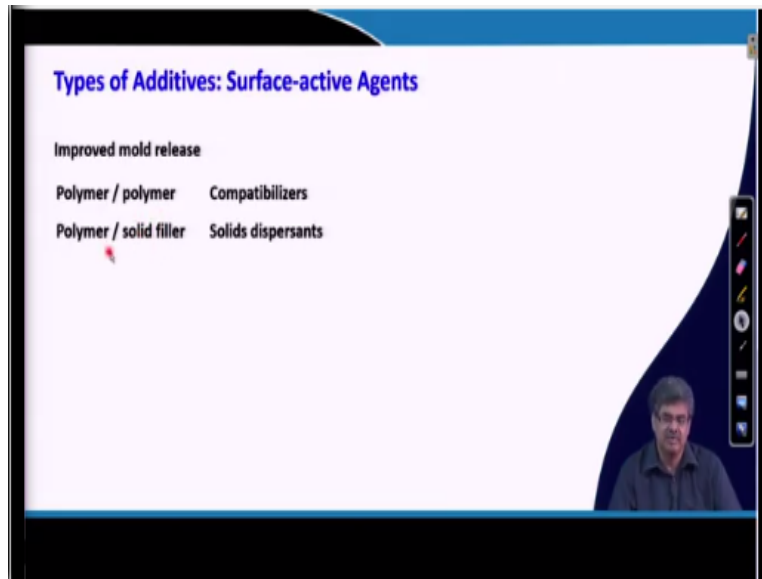 Types of Additives: Surface-active Agents
Improved mold release
Polymer / polymer Compatibilizers
Polymer / solid filler Solids dispersants